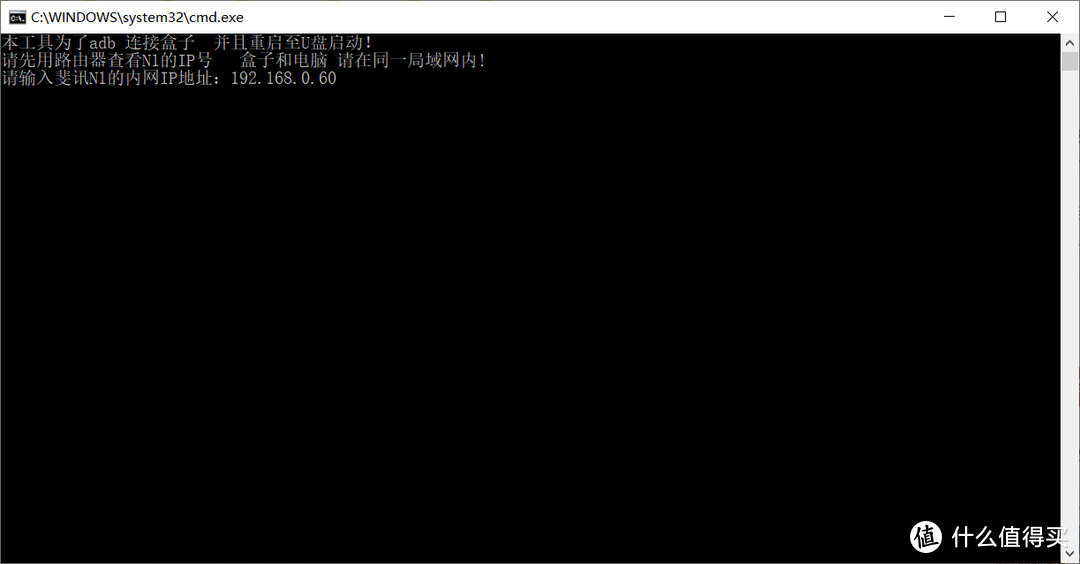 C:\WINDOWS\system32\cmd.exe
本工具为了adb 连接盒子  并且重启至U盘启动!
请先用路由器查看N1的IP号   盒子和电脑 请在同一局域网内!
请输入斐讯N1的内网IP地址：192.168.0.60
值 什么值得买